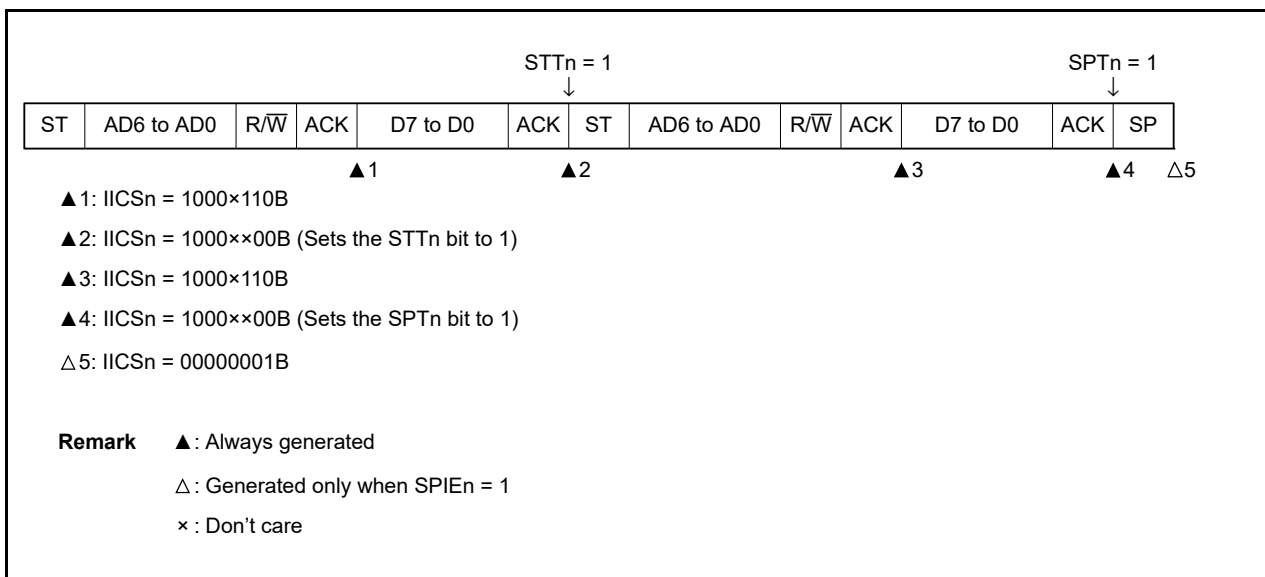 STTn = 1 SPTn = 1
↓ ↓
ST AD6 to AD0 R/W̅ ACK D7 to D0 ACK ST AD6 to AD0 R/W̅ ACK D7 to D0 ACK SP
▲1 ▲2 ▲3 ▲4 △5
▲1: IICSn = 1000×110B
▲2: IICSn = 1000××00B (Sets the STTn bit to 1)
▲3: IICSn = 1000×110B
▲4: IICSn = 1000××00B (Sets the SPTn bit to 1)
△5: IICSn = 00000001B
Remark ▲: Always generated
△: Generated only when SPIEn = 1
×: Don't care